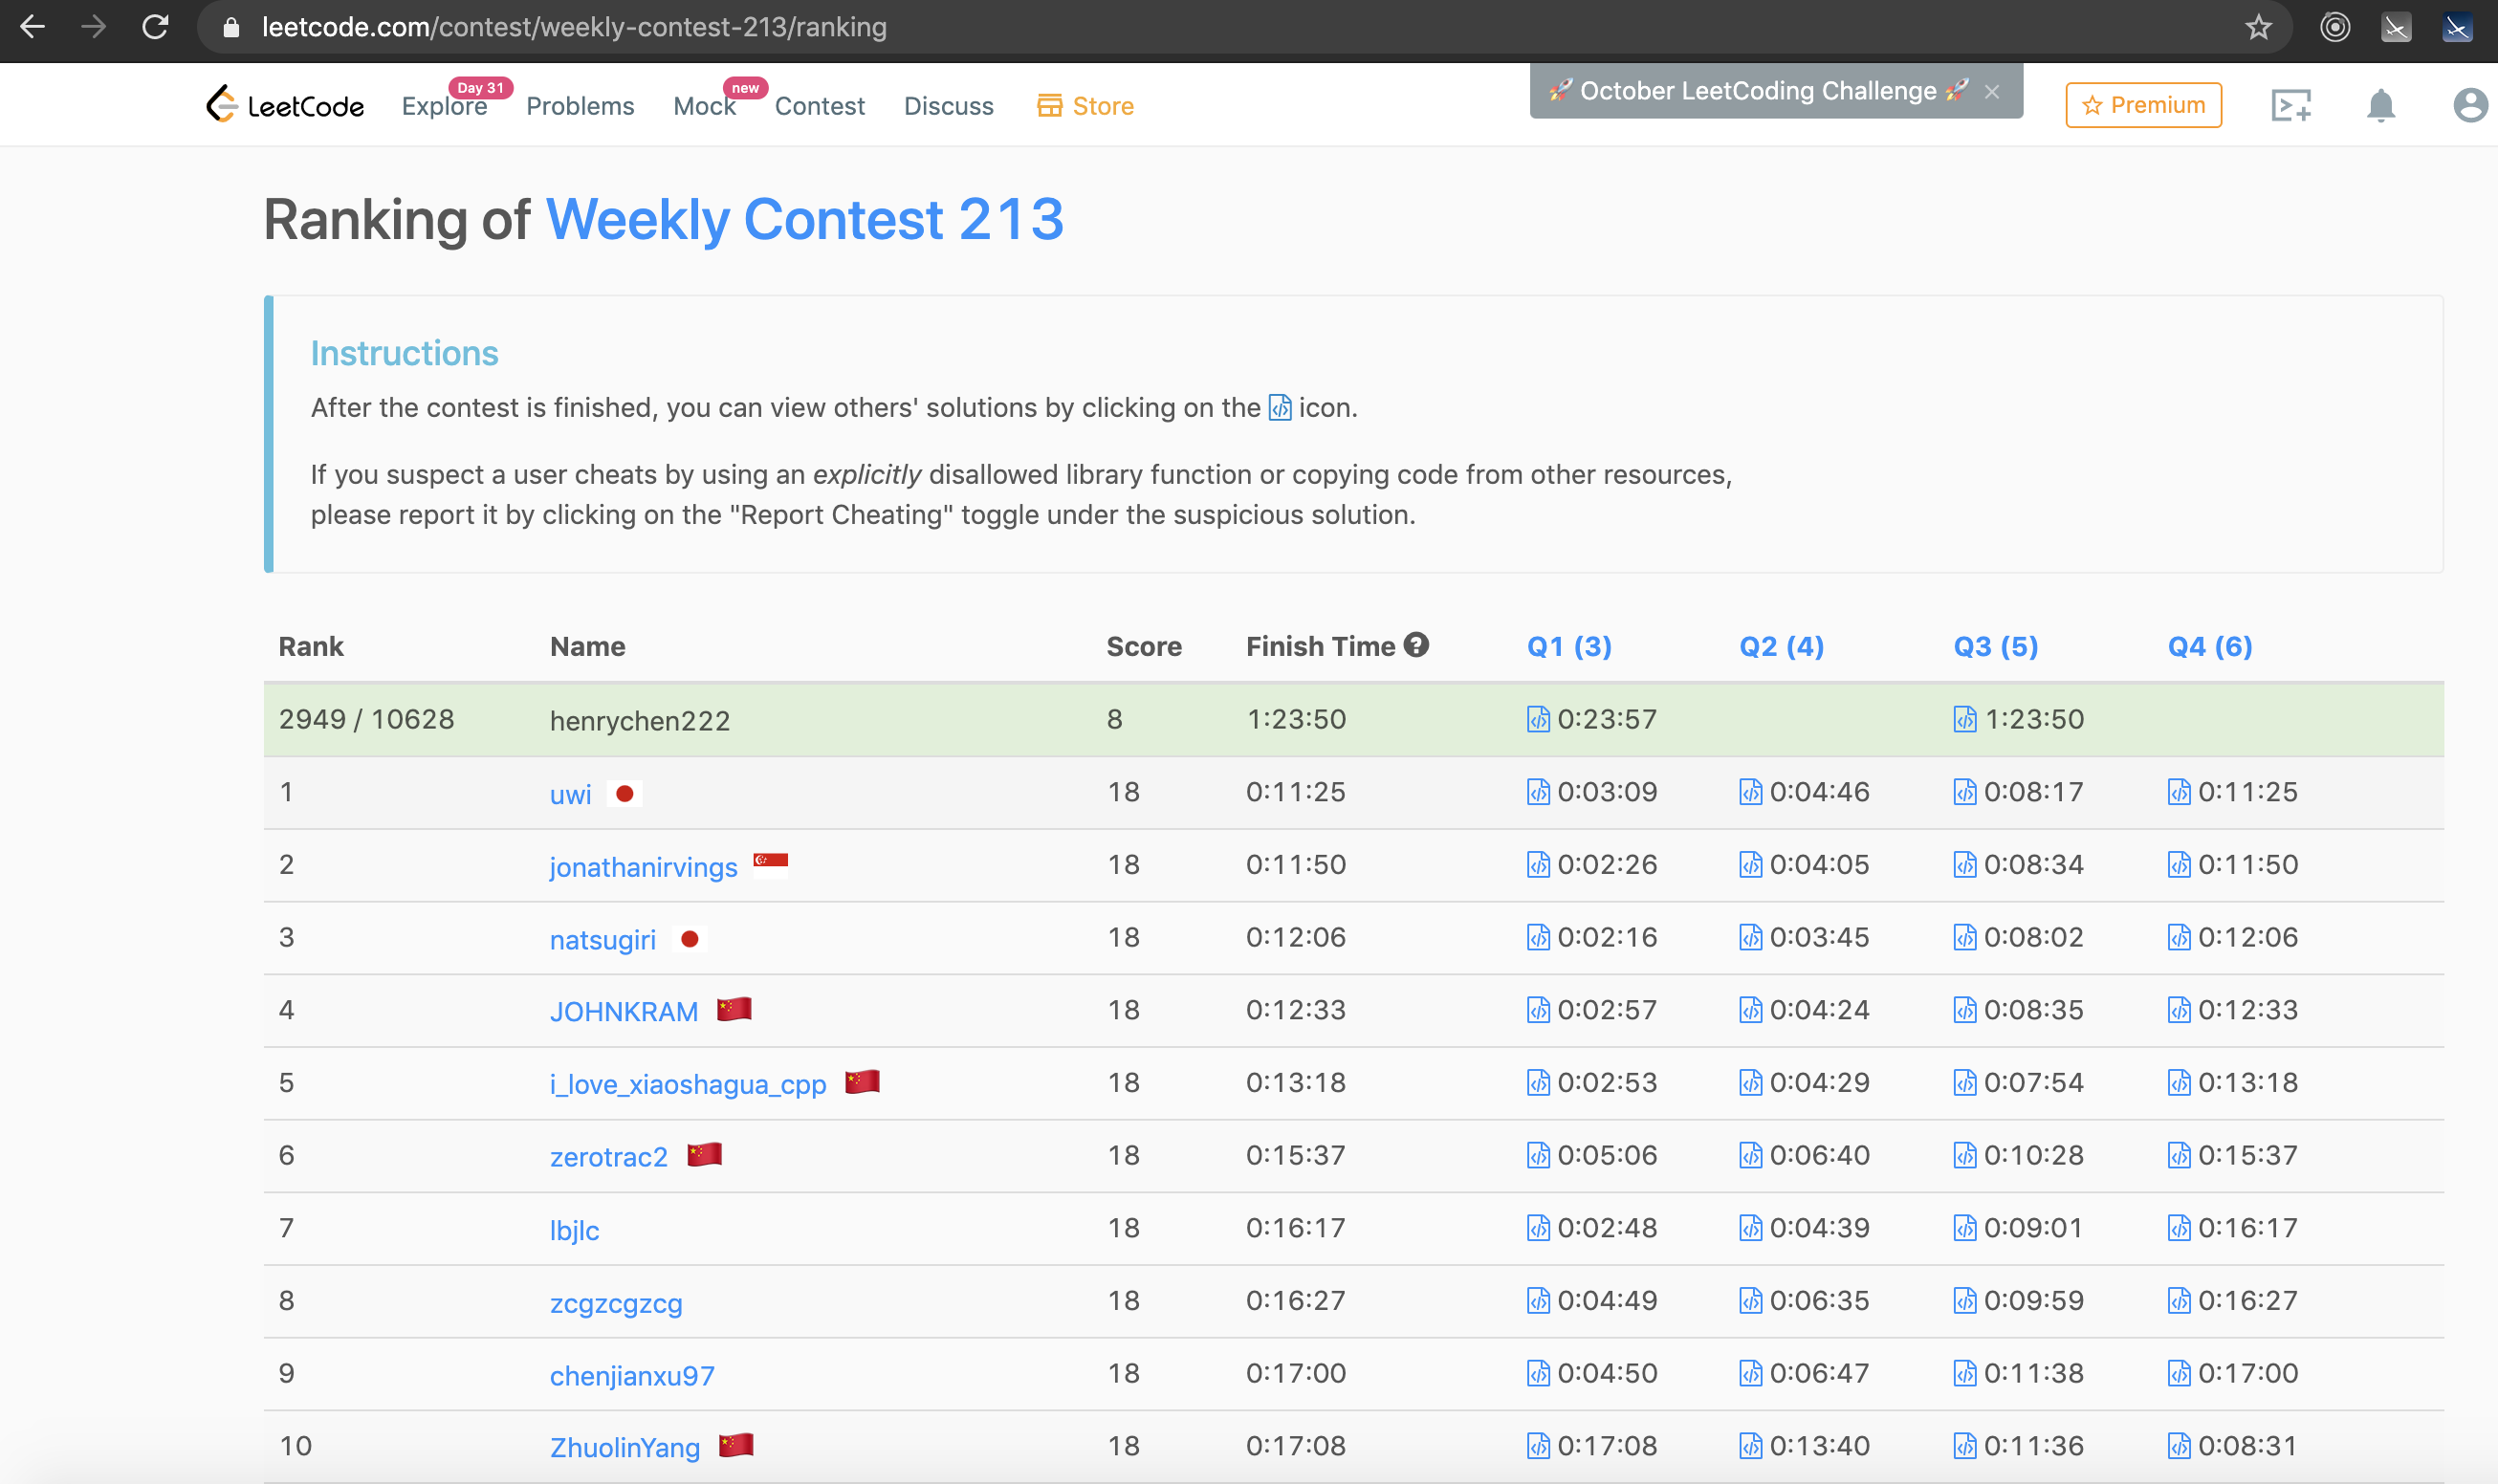 leetcode.com/contest/weekly-contest-213/ranking
LeetCode Explore Day 31 Problems Mock new Contest Discuss Store 🚀 October LeetCoding Challenge 🚀 × Premium
Ranking of Weekly Contest 213
Instructions
After the contest is finished, you can view others' solutions by clicking on the icon.
If you suspect a user cheats by using an explicitly disallowed library function or copying code from other resources,
please report it by clicking on the "Report Cheating" toggle under the suspicious solution.
Rank Name Score Finish Time Q1 (3) Q2 (4) Q3 (5) Q4 (6)
2949 / 10628 henrychen222 8 1:23:50 0:23:57 1:23:50
1 uwi 18 0:11:25 0:03:09 0:04:46 0:08:17 0:11:25
2 jonathanirvings 18 0:11:50 0:02:26 0:04:05 0:08:34 0:11:50
3 natsugiri 18 0:12:06 0:02:16 0:03:45 0:08:02 0:12:06
4 JOHNKRAM 18 0:12:33 0:02:57 0:04:24 0:08:35 0:12:33
5 i_love_xiaoshagua_cpp 18 0:13:18 0:02:53 0:04:29 0:07:54 0:13:18
6 zerotrac2 18 0:15:37 0:05:06 0:06:40 0:10:28 0:15:37
7 lbjlc 18 0:16:17 0:02:48 0:04:39 0:09:01 0:16:17
8 zcgzcgzcg 18 0:16:27 0:04:49 0:06:35 0:09:59 0:16:27
9 chenjianxu97 18 0:17:00 0:04:50 0:06:47 0:11:38 0:17:00
10 ZhuolinYang 18 0:17:08 0:17:08 0:13:40 0:11:36 0:08:31